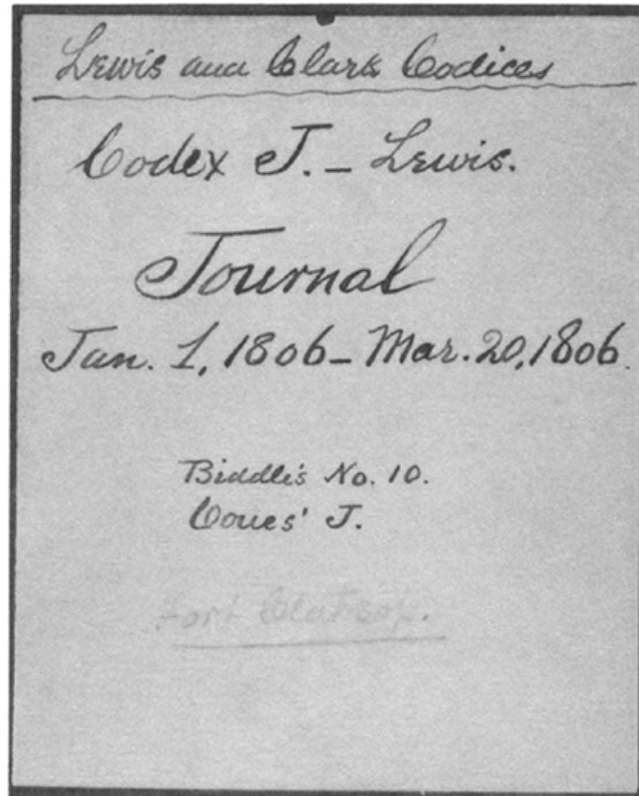 Lewis and Clark Codices
Codex J. - Lewis.
Journal
Jan. 1, 1806 - Mar. 20, 1806.
Biddle's No. 10.
Coues' J.
Fort Clatsop.